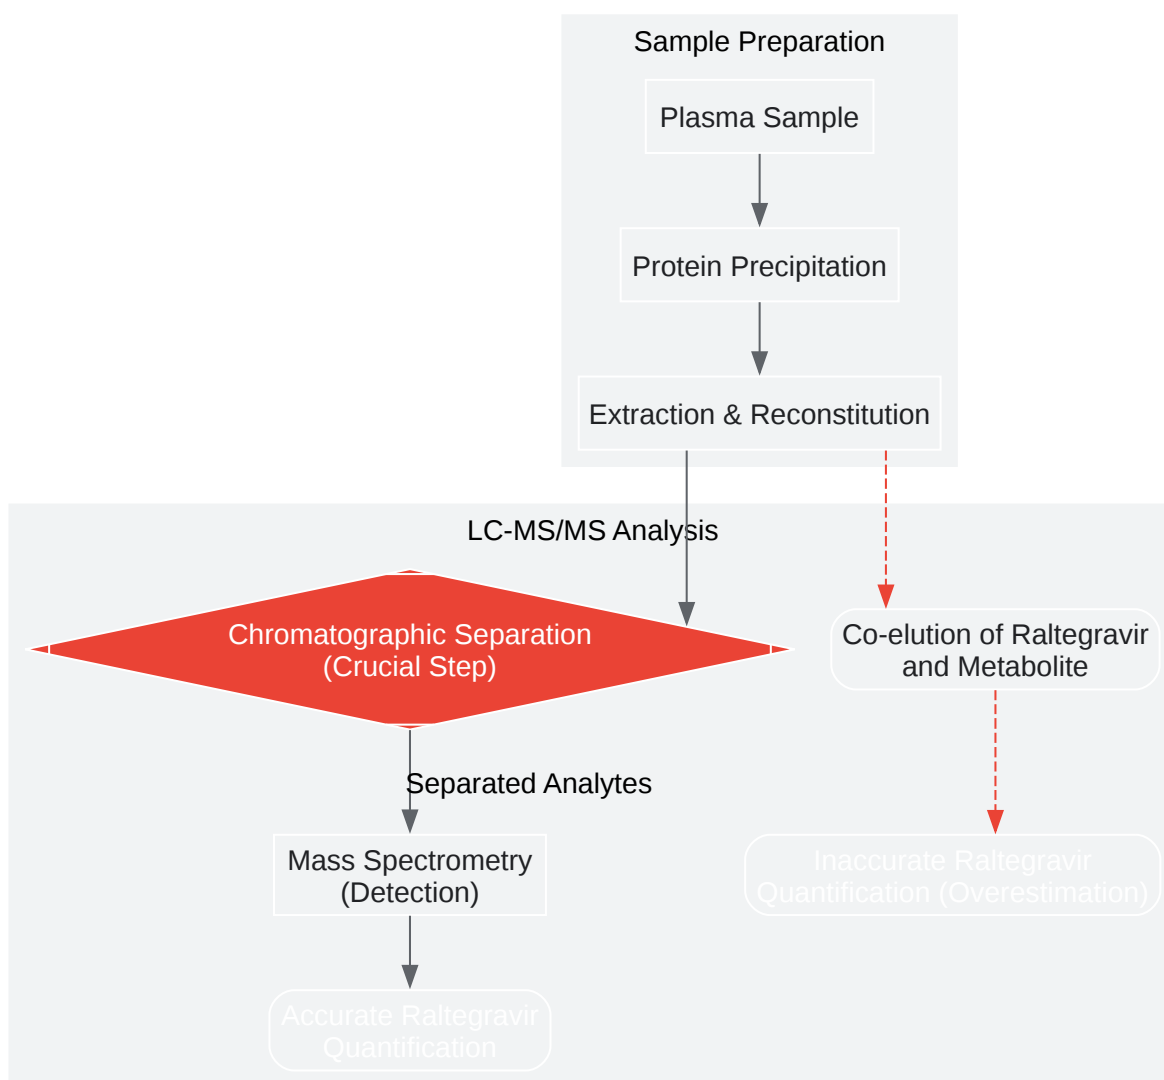 Sample Preparation
Plasma Sample
Protein Precipitation
Extraction & Reconstitution
LC-MS/MS Analysis
Chromatographic Separation
(Crucial Step)
Co-elution of Raltegravir
and Metabolite
Separated Analytes
Mass Spectrometry
(Detection)
Inaccurate Raltegravir
Quantification (Overestimation)
Accurate Raltegravir
Quantification